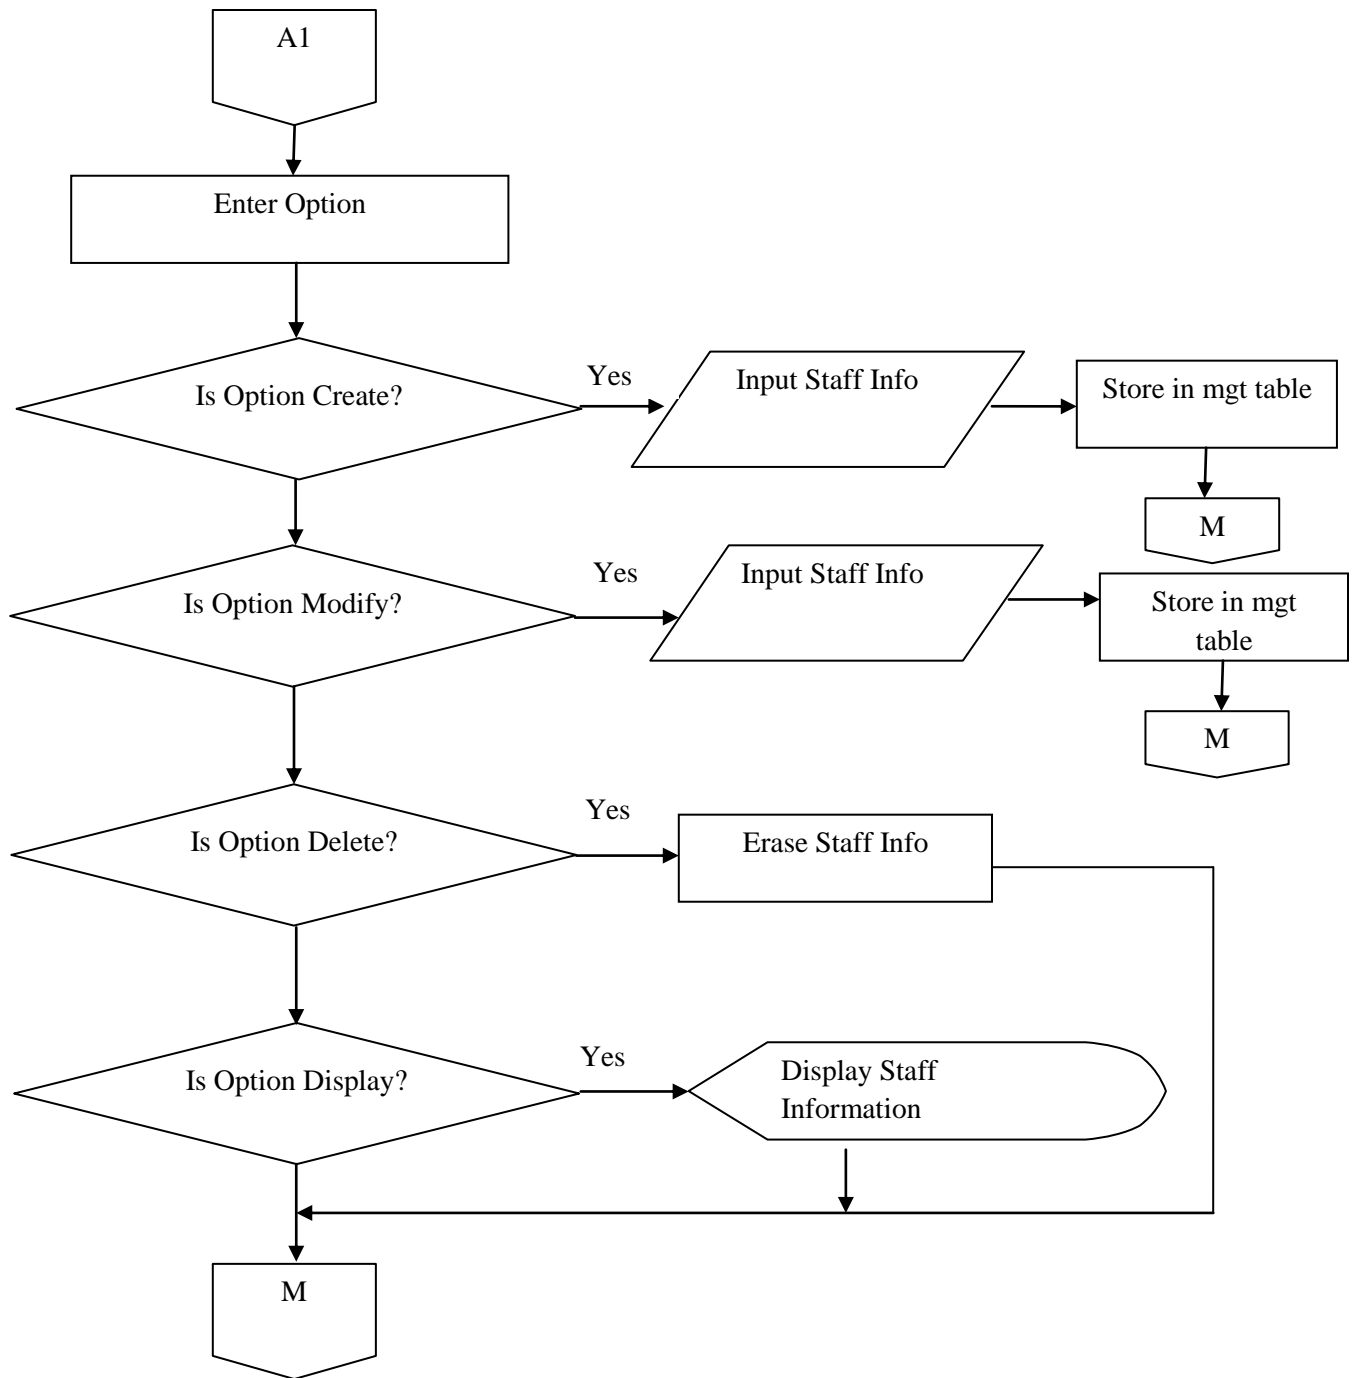 A1
Enter Option
Is Option Create?
Yes
Input Staff Info
Store in mgt table
M
Is Option Modify?
Yes
Input Staff Info
Store in mgt
table
M
Is Option Delete?
Yes
Erase Staff Info
Is Option Display?
Yes
Display Staff
Information
M